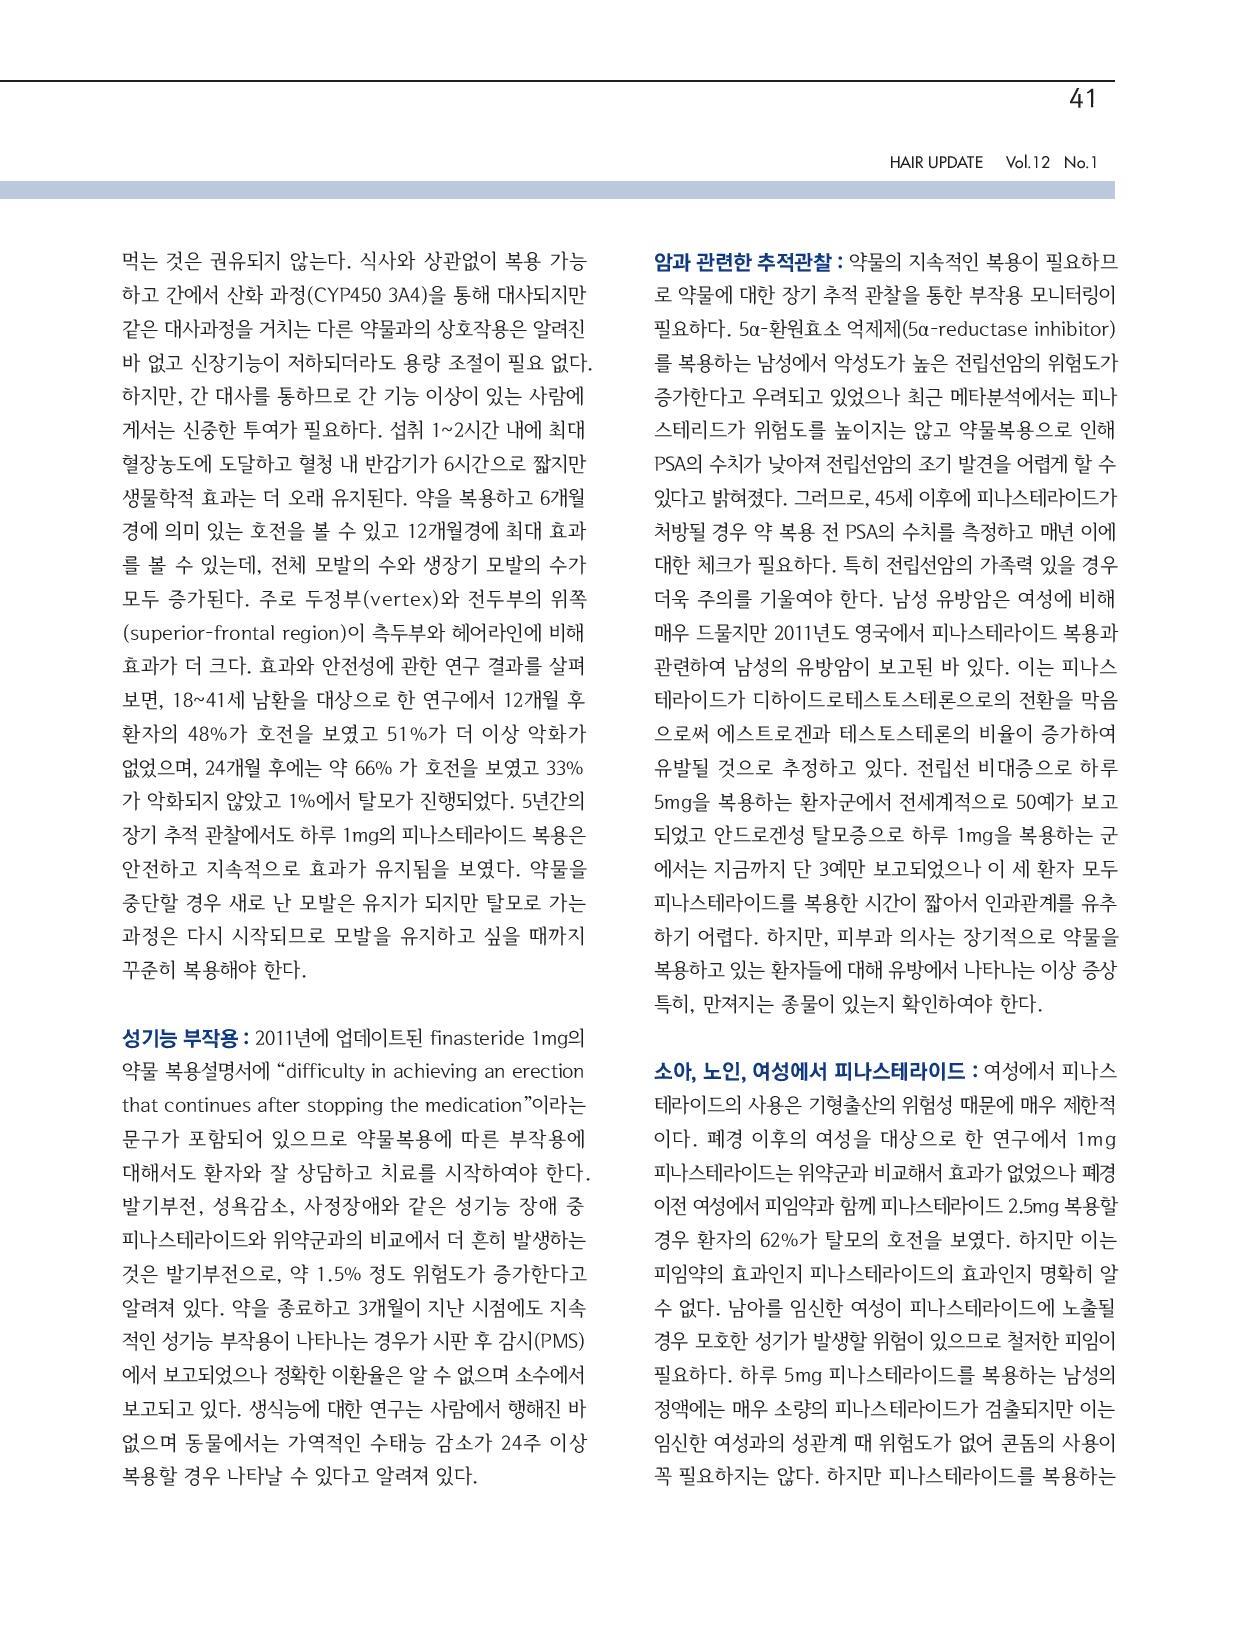 41
HAIR UPDATE Vol.12 No.1
먹는 것은 권유되지 않는다. 식사와 상관없이 복용 가능
하고 간에서 산화 과정(CYP450 3A4)을 통해 대사되지만
같은 대사과정을 거치는 다른 약물과의 상호작용은 알려진
바 없고 신장기능이 저하되더라도 용량 조절이 필요 없다.
하지만, 간 대사를 통하므로 간 기능 이상이 있는 사람에
게서는 신중한 투여가 필요하다. 섭취 1~2시간 내에 최대
혈장농도에 도달하고 혈청 내 반감기가 6시간으로 짧지만
생물학적 효과는 더 오래 유지된다. 약을 복용하고 6개월
경에 의미 있는 호전을 볼 수 있고 12개월경에 최대 효과
를 볼 수 있는데, 전체 모발의 수와 생장기 모발의 수가
모두 증가된다. 주로 두정부(vertex)와 전두부의 위쪽
(superior-frontal region)이 측두부와 헤어라인에 비해
효과가 더 크다. 효과와 안전성에 관한 연구 결과를 살펴
보면, 18~41세 남환을 대상으로 한 연구에서 12개월 후
환자의 48%가 호전을 보였고 51%가 더 이상 악화가
없었으며, 24개월 후에는 약 66% 가 호전을 보였고 33%
가 악화되지 않았고 1%에서 탈모가 진행되었다. 5년간의
장기 추적 관찰에서도 하루 1mg의 피나스테라이드 복용은
안전하고 지속적으로 효과가 유지됨을 보였다. 약물을
중단할 경우 새로 난 모발은 유지가 되지만 탈모로 가는
과정은 다시 시작되므로 모발을 유지하고 싶을 때까지
꾸준히 복용해야 한다.
성기능 부작용 : 2011년에 업데이트된 finasteride 1mg의
약물 복용설명서에 “difficulty in achieving an erection
that continues after stopping the medication”이라는
문구가 포함되어 있으므로 약물복용에 따른 부작용에
대해서도 환자와 잘 상담하고 치료를 시작하여야 한다.
발기부전, 성욕감소, 사정장애와 같은 성기능 장애 중
피나스테라이드와 위약군과의 비교에서 더 흔히 발생하는
것은 발기부전으로, 약 1.5% 정도 위험도가 증가한다고
알려져 있다. 약을 종료하고 3개월이 지난 시점에도 지속
적인 성기능 부작용이 나타나는 경우가 시판 후 감시(PMS)
에서 보고되었으나 정확한 이환율은 알 수 없으며 소수에서
보고되고 있다. 생식능에 대한 연구는 사람에서 행해진 바
없으며 동물에서는 가역적인 수태능 감소가 24주 이상
복용할 경우 나타날 수 있다고 알려져 있다.
암과 관련한 추적관찰 : 약물의 지속적인 복용이 필요하므
로 약물에 대한 장기 추적 관찰을 통한 부작용 모니터링이
필요하다. 5α-환원효소 억제제(5α-reductase inhibitor)
를 복용하는 남성에서 악성도가 높은 전립선암의 위험도가
증가한다고 우려되고 있었으나 최근 메타분석에서는 피나
스테리드가 위험도를 높이지는 않고 약물복용으로 인해
PSA의 수치가 낮아져 전립선암의 조기 발견을 어렵게 할 수
있다고 밝혀졌다. 그러므로, 45세 이후에 피나스테라이드가
처방될 경우 약 복용 전 PSA의 수치를 측정하고 매년 이에
대한 체크가 필요하다. 특히 전립선암의 가족력 있을 경우
더욱 주의를 기울여야 한다. 남성 유방암은 여성에 비해
매우 드물지만 2011년도 영국에서 피나스테라이드 복용과
관련하여 남성의 유방암이 보고된 바 있다. 이는 피나스
테라이드가 디하이드로테스토스테론으로의 전환을 막음
으로써 에스트로겐과 테스토스테론의 비율이 증가하여
유발될 것으로 추정하고 있다. 전립선 비대증으로 하루
5mg을 복용하는 환자군에서 전세계적으로 50예가 보고
되었고 안드로겐성 탈모증으로 하루 1mg을 복용하는 군
에서는 지금까지 단 3예만 보고되었으나 이 세 환자 모두
피나스테라이드를 복용한 시간이 짧아서 인과관계를 유추
하기 어렵다. 하지만, 피부과 의사는 장기적으로 약물을
복용하고 있는 환자들에 대해 유방에서 나타나는 이상 증상
특히, 만져지는 종물이 있는지 확인하여야 한다.
소아, 노인, 여성에서 피나스테라이드 : 여성에서 피나스
테라이드의 사용은 기형출산의 위험성 때문에 매우 제한적
이다. 폐경 이후의 여성을 대상으로 한 연구에서 1mg
피나스테라이드는 위약군과 비교해서 효과가 없었으나 폐경
이전 여성에서 피임약과 함께 피나스테라이드 2.5mg 복용할
경우 환자의 62%가 탈모의 호전을 보였다. 하지만 이는
피임약의 효과인지 피나스테라이드의 효과인지 명확히 알
수 없다. 남아를 임신한 여성이 피나스테라이드에 노출될
경우 모호한 성기가 발생할 위험이 있으므로 철저한 피임이
필요하다. 하루 5mg 피나스테라이드를 복용하는 남성의
정액에는 매우 소량의 피나스테라이드가 검출되지만 이는
임신한 여성과의 성관계 때 위험도가 없어 콘돔의 사용이
꼭 필요하지는 않다. 하지만 피나스테라이드를 복용하는